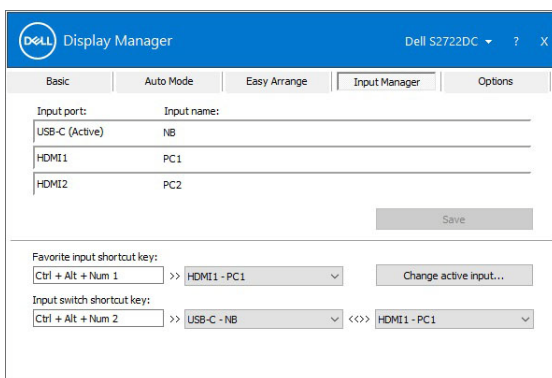 DELL Display Manager Dell S2722DC ? X
Basic Auto Mode Easy Arrange Input Manager Options
Input port: Input name:
USB-C (Active) NB
HDMI1 PC1
HDMI2 PC2
Save
Favorite input shortcut key:
Ctrl + Alt + Num 1 >> HDMI1 - PC1 Change active input...
Input switch shortcut key:
Ctrl + Alt + Num 2 >> USB-C - NB <<>> HDMI1 - PC1